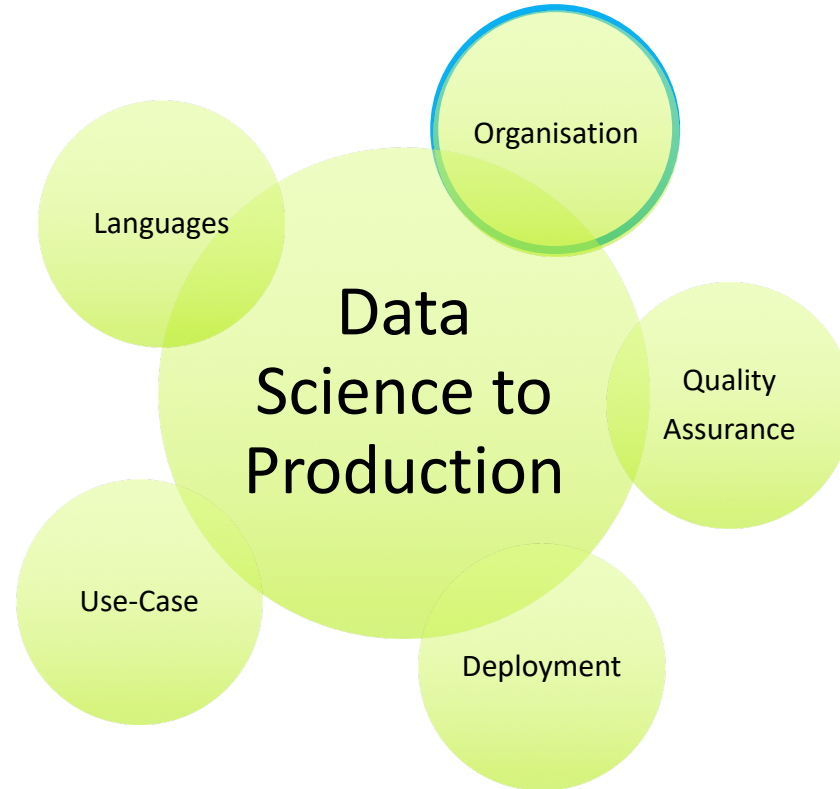 Organisation
Languages
Data
Science to
Production
Quality
Assurance
Use-Case
Deployment